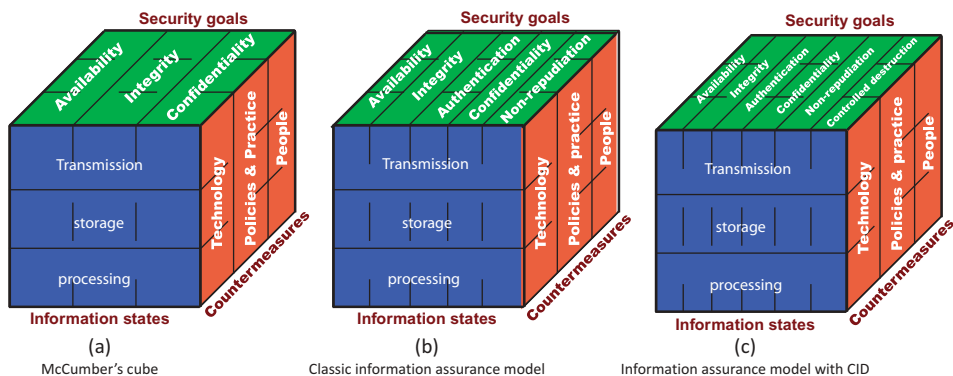 Security goals
Availability
Integrity
Confidentiality
Transmission
storage
processing
Technology
Policies & Practice
People
Countermeasures
Information states
(a)
McCumber's cube
Security goals
Availability
Integrity
Authentication
Confidentiality
Non-repudiation
Transmission
storage
processing
Technology
Policies & practice
People
Countermeasures
Information states
(b)
Classic information assurance model
Security goals
Availability
Integrity
Authentication
Confidentiality
Non-repudiation
Controlled destruction
Transmission
storage
processing
Technology
Policies & practice
People
Countermeasures
Information states
(c)
Information assurance model with CID